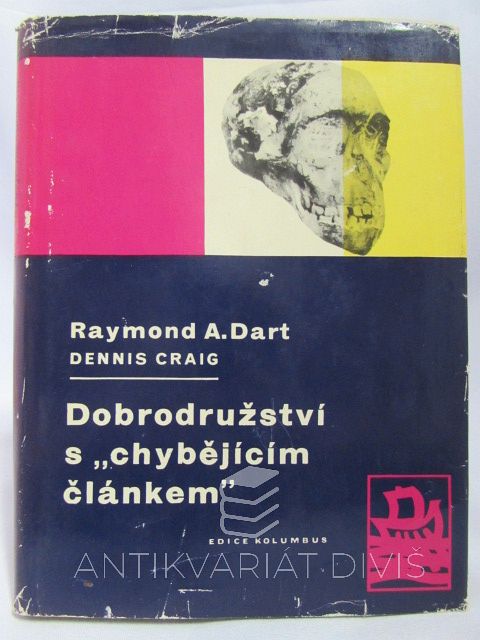 Raymond A.Dart
DENNIS CRAIG
Dobrodružství
s „chybějícím
článkem”
EDICE KOLUMBUS
ANTIKVARIÁT DIVIŠ